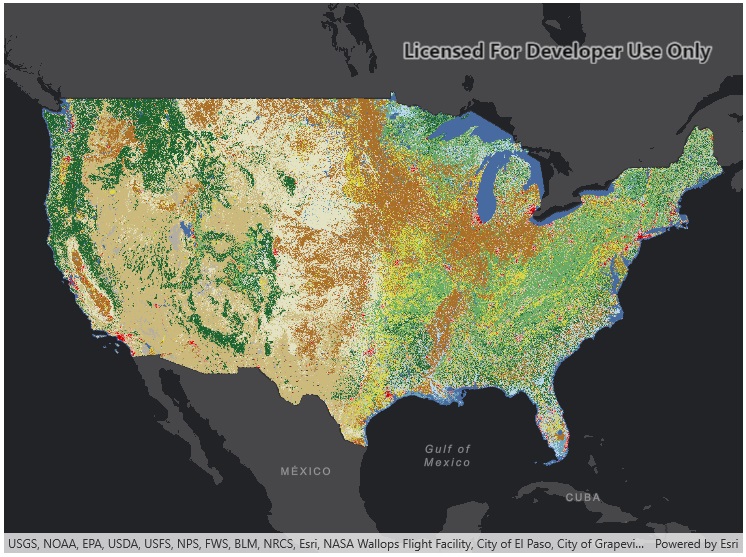 Licensed For Developer Use Only
Gulf of
Mexico
MÉXICO
CUBA
USGS, NOAA, EPA, USDA, USFS, NPS, FWS, BLM, NRCS, Esri, NASA Wallops Flight Facility, City of El Paso, City of Grapevi... Powered by Esri